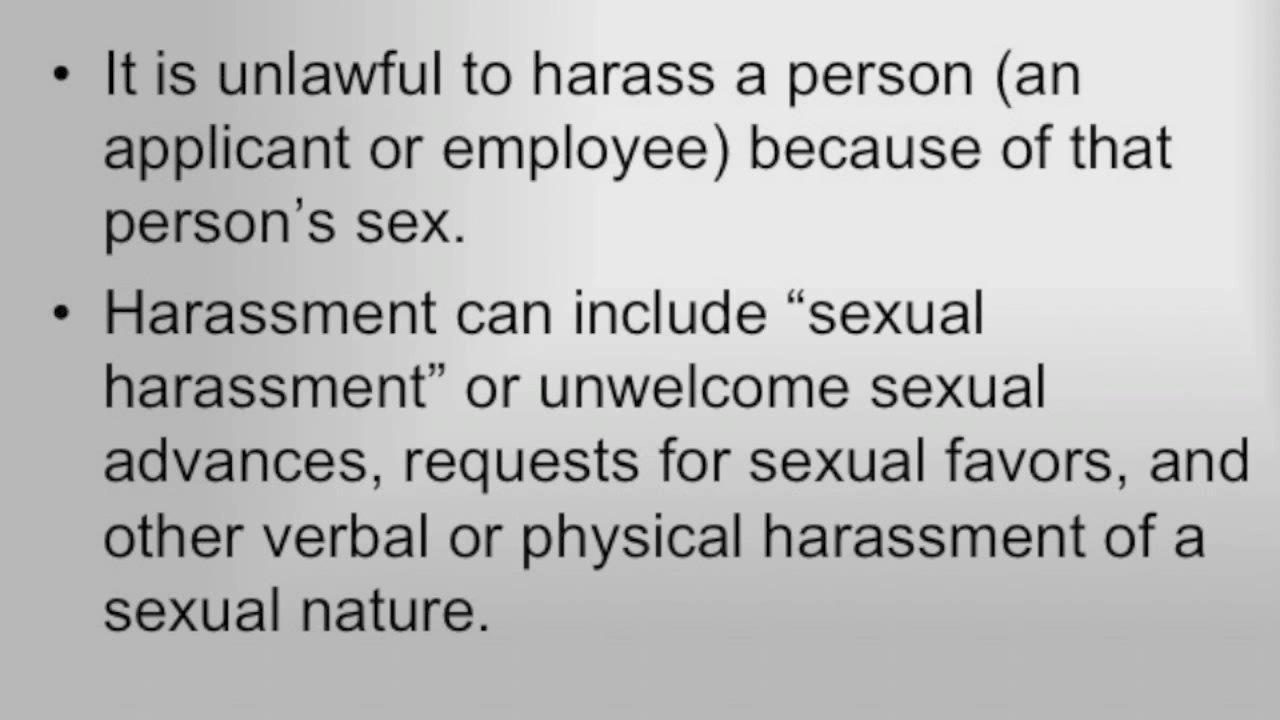 • It is unlawful to harass a person (an
applicant or employee) because of that
person’s sex.
• Harassment can include “sexual
harassment” or unwelcome sexual
advances, requests for sexual favors, and
other verbal or physical harassment of a
sexual nature.